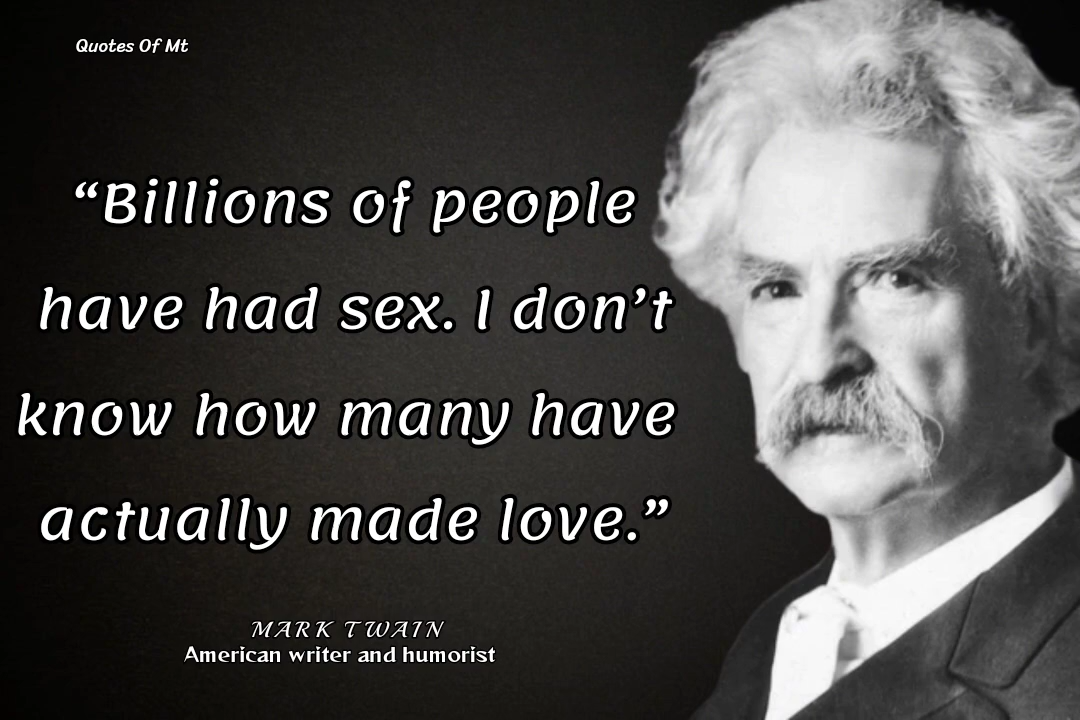 Quotes Of Mt
“Billions of people
have had sex. I don’t
know how many have
actually made love.”
MARK TWAIN
American writer and humorist